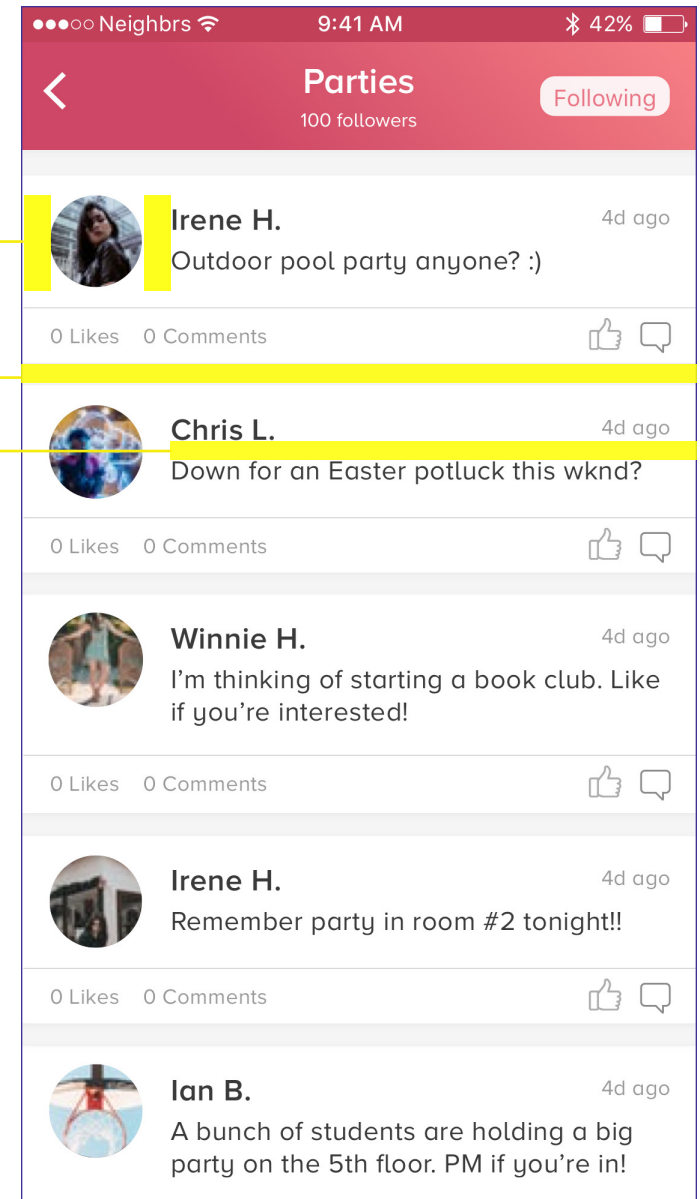 Neighbrs 9:41 AM 42%
Parties
100 followers
Following
Irene H. 4d ago
Outdoor pool party anyone? :)
0 Likes 0 Comments
Chris L. 4d ago
Down for an Easter potluck this wknd?
0 Likes 0 Comments
Winnie H. 4d ago
I’m thinking of starting a book club. Like
if you’re interested!
0 Likes 0 Comments
Irene H. 4d ago
Remember party in room #2 tonight!!
0 Likes 0 Comments
Ian B. 4d ago
A bunch of students are holding a big
party on the 5th floor. PM if you’re in!